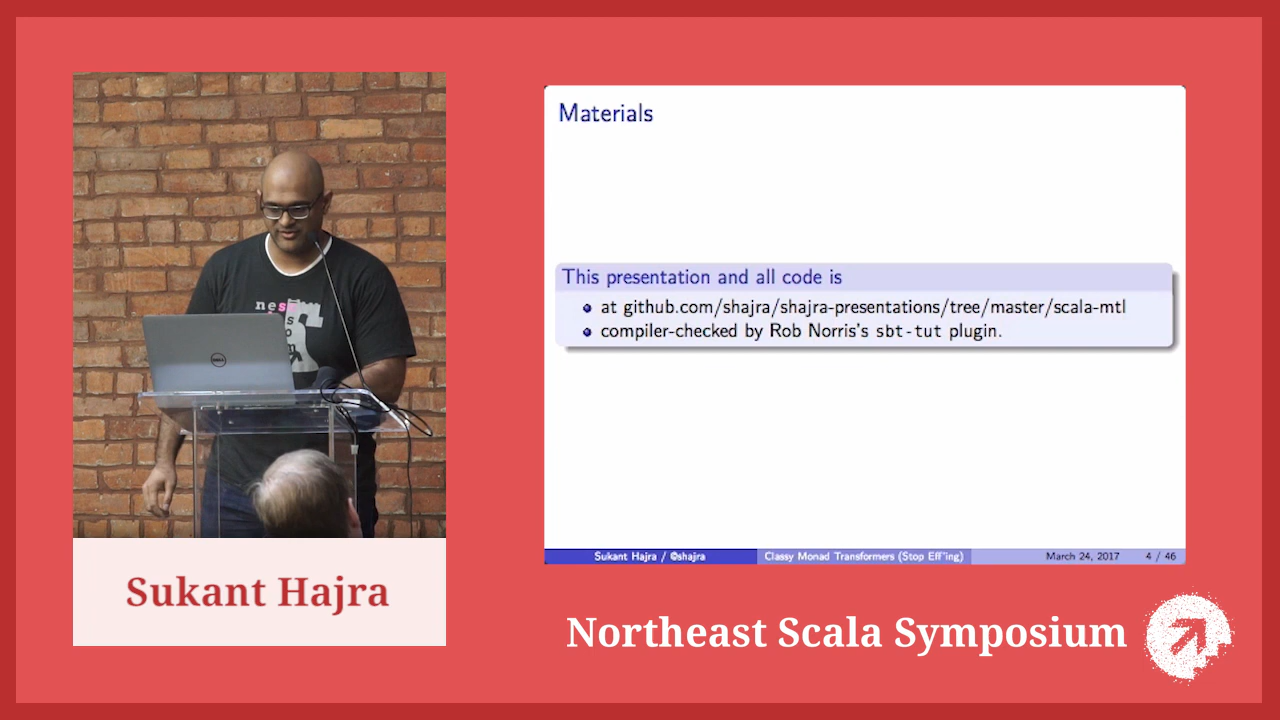 Materials
This presentation and all code is
at github.com/shajra/shajra-presentations/tree/master/scala-mtl
compiler-checked by Rob Norris's sbt-tut plugin.
Sukant Hajra / @shajra
Classy Monad Transformers (Stop Eff'ing)
March 24, 2017
4 / 46
DELL
Sukant Hajra
Northeast Scala Symposium